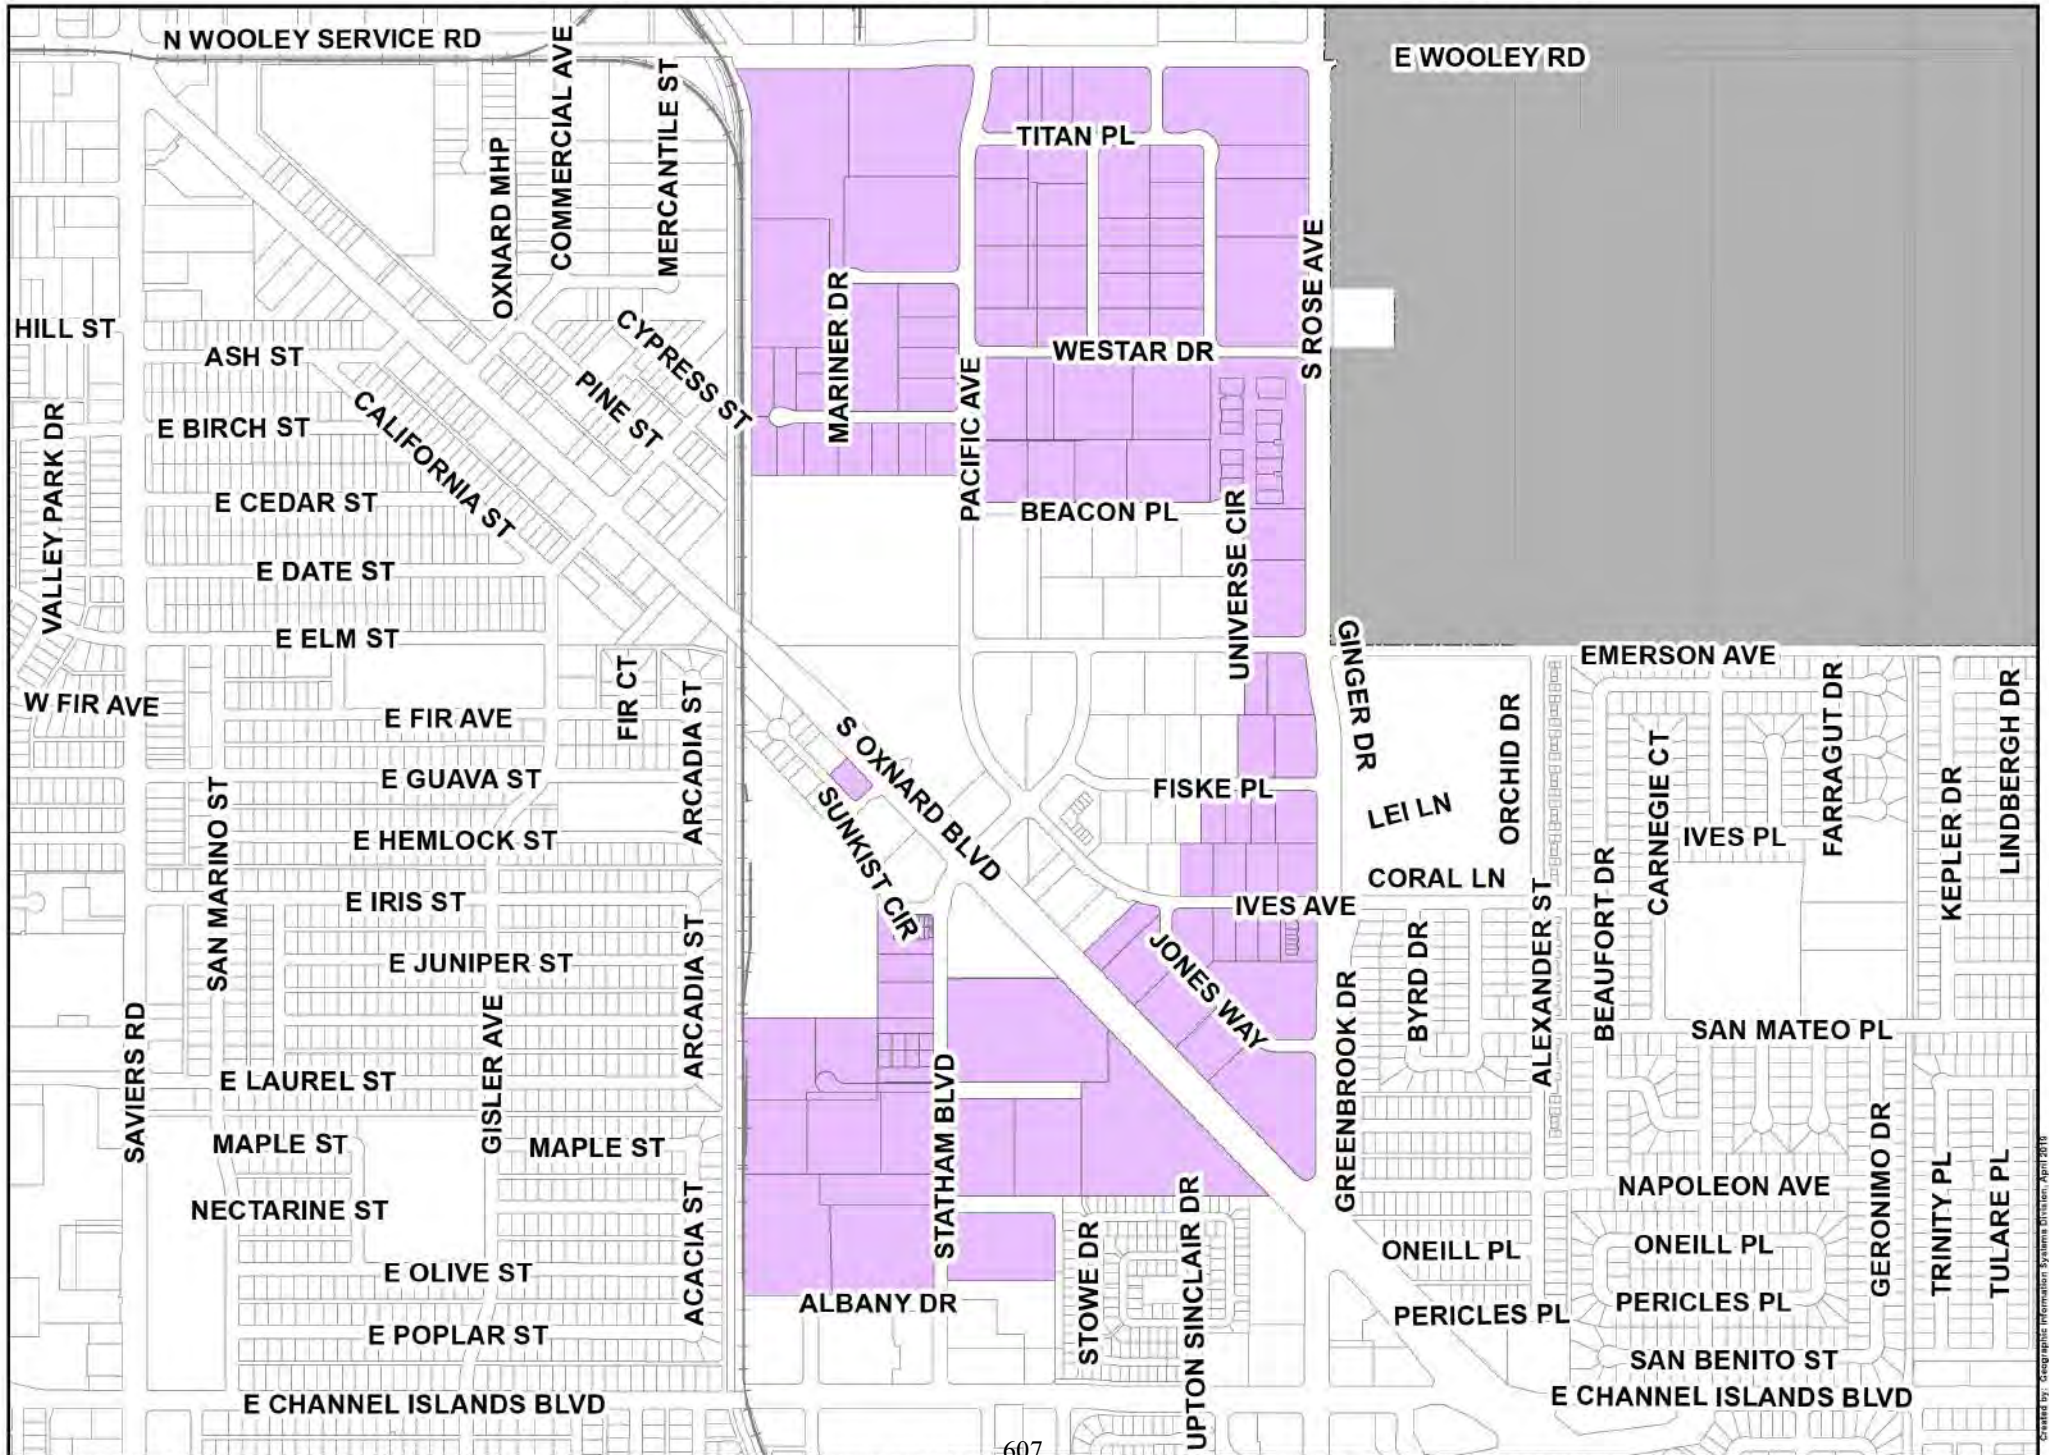 N WOOLEY SERVICE RD
E WOOLEY RD
COMMERCIAL AVE
MERCANTILE ST
OXNARD MHP
TITAN PL
MARINER DR
S ROSE AVE
HILL ST
ASH ST
CYPRESS ST
PINE ST
WESTAR DR
PACIFIC AVE
VALLEY PARK DR
E BIRCH ST
CALIFORNIA ST
E CEDAR ST
BEACON PL
UNIVERSE CIR
E DATE ST
E ELM ST
GINGER DR
EMERSON AVE
W FIR AVE
E FIR AVE
FIR CT
ARCADIA ST
S OXNARD BLVD
ORCHID DR
FARRAGUT DR
LINDBERGH DR
CARNEGIE CT
KEPLER DR
E GUAVA ST
FISKE PL
SAN MARINO ST
SUNKIST CIR
LEI LN
E HEMLOCK ST
IVES PL
BEAUFORT DR
CORAL LN
E IRIS ST
IVES AVE
ALEXANDER ST
ARCADIA ST
JONES WAY
BYRD DR
E JUNIPER ST
GISLER AVE
SAVIERS RD
GREENBROOK DR
SAN MATEO PL
E LAUREL ST
STATHAM BLVD
MAPLE ST
MAPLE ST
GERONIMO DR
TRINITY PL
TULARE PL
NAPOLEON AVE
NECTARINE ST
ACACIA ST
STOWE DR
UPTON SINCLAIR DR
ONEILL PL
ONEILL PL
E OLIVE ST
ALBANY DR
PERICLES PL
PERICLES PL
E POPLAR ST
SAN BENITO ST
E CHANNEL ISLANDS BLVD
E CHANNEL ISLANDS BLVD
607
Created by: Geographic Information Systems Division, April 2019